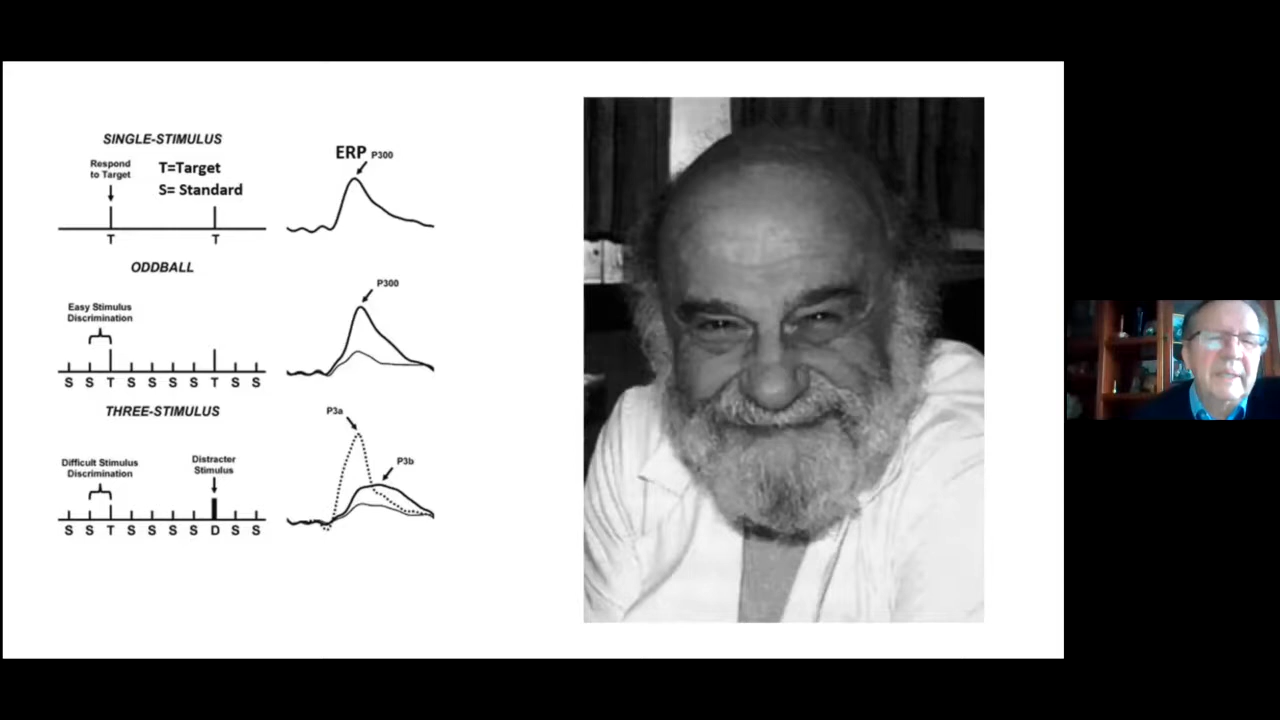 SINGLE-STIMULUS
Respond
to Target
T=Target
S= Standard
T T
ERP P300
ODDBALL
Easy Stimulus
Discrimination
S S T S S S S T S S
P300
THREE-STIMULUS
Difficult Stimulus
Discrimination
Distracter
Stimulus
S S T S S S S D S S
P3a
P3b